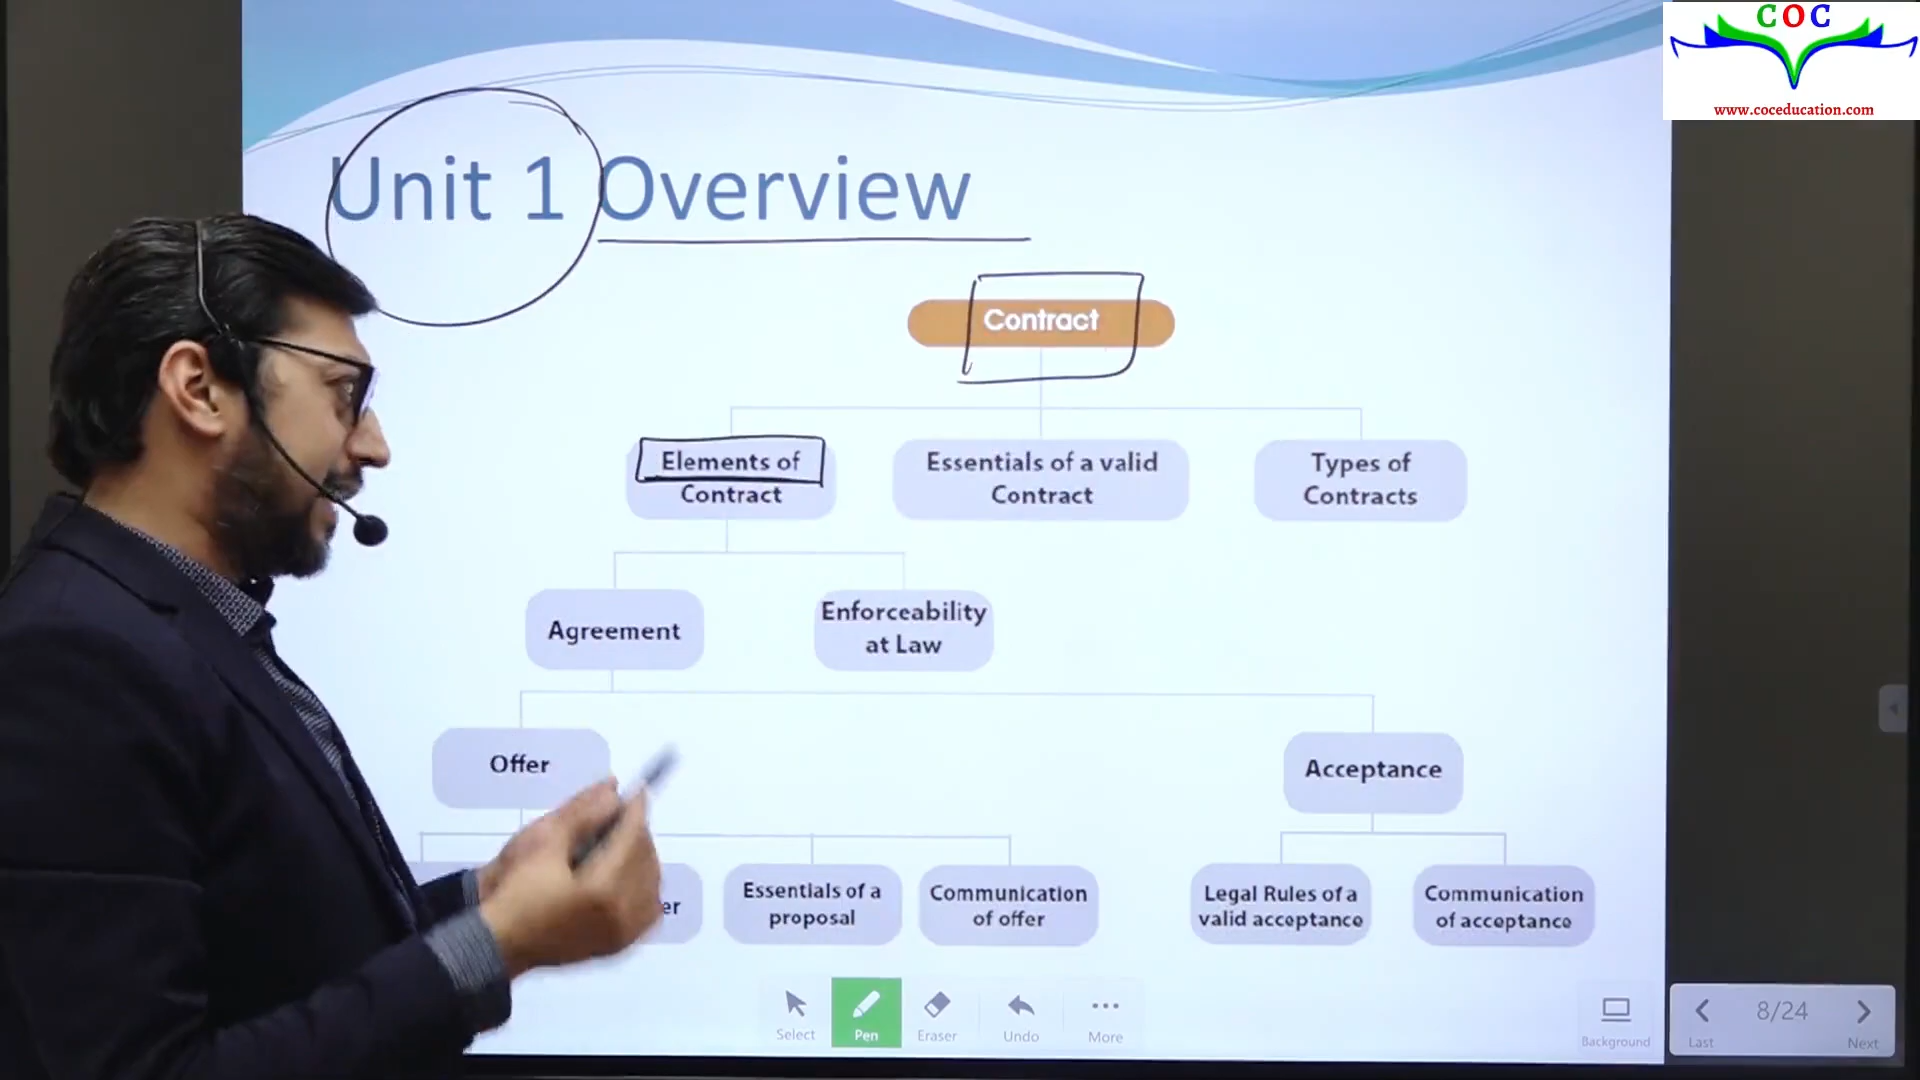 COC
www.coceducation.com
Unit 1 Overview
Contract
Elements of
Contract
Essentials of a valid
Contract
Types of
Contracts
Agreement
Enforceability
at Law
Offer
Acceptance
Essentials of a
proposal
Communication
of offer
Legal Rules of a
valid acceptance
Communication
of acceptance
Select
Pen
Eraser
Undo
More
Background
8/24
Last
Next